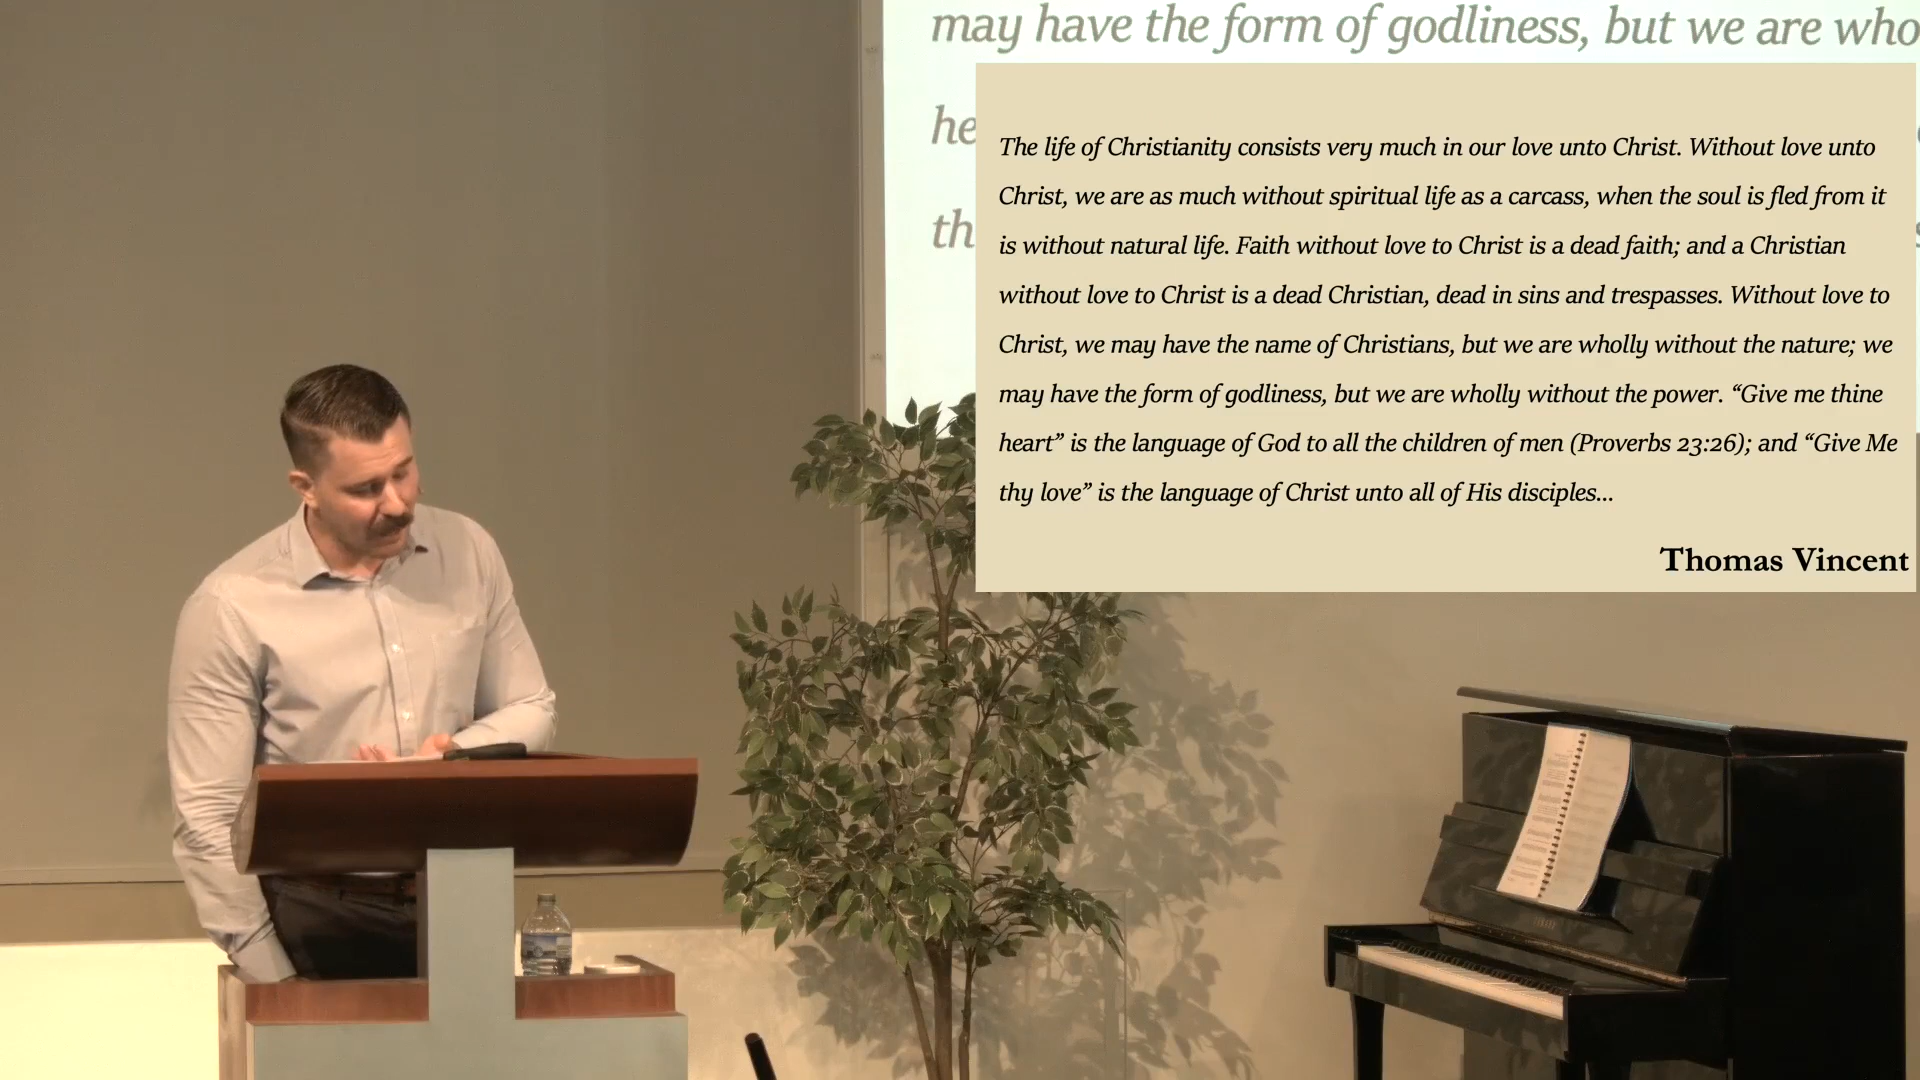 may have the form of godliness, but we are who
he
th
The life of Christianity consists very much in our love unto Christ. Without love unto
Christ, we are as much without spiritual life as a carcass, when the soul is fled from it
is without natural life. Faith without love to Christ is a dead faith; and a Christian
without love to Christ is a dead Christian, dead in sins and trespasses. Without love to
Christ, we may have the name of Christians, but we are wholly without the nature; we
may have the form of godliness, but we are wholly without the power. “Give me thine
heart” is the language of God to all the children of men (Proverbs 23:26); and “Give Me
thy love” is the language of Christ unto all of His disciples...
Thomas Vincent